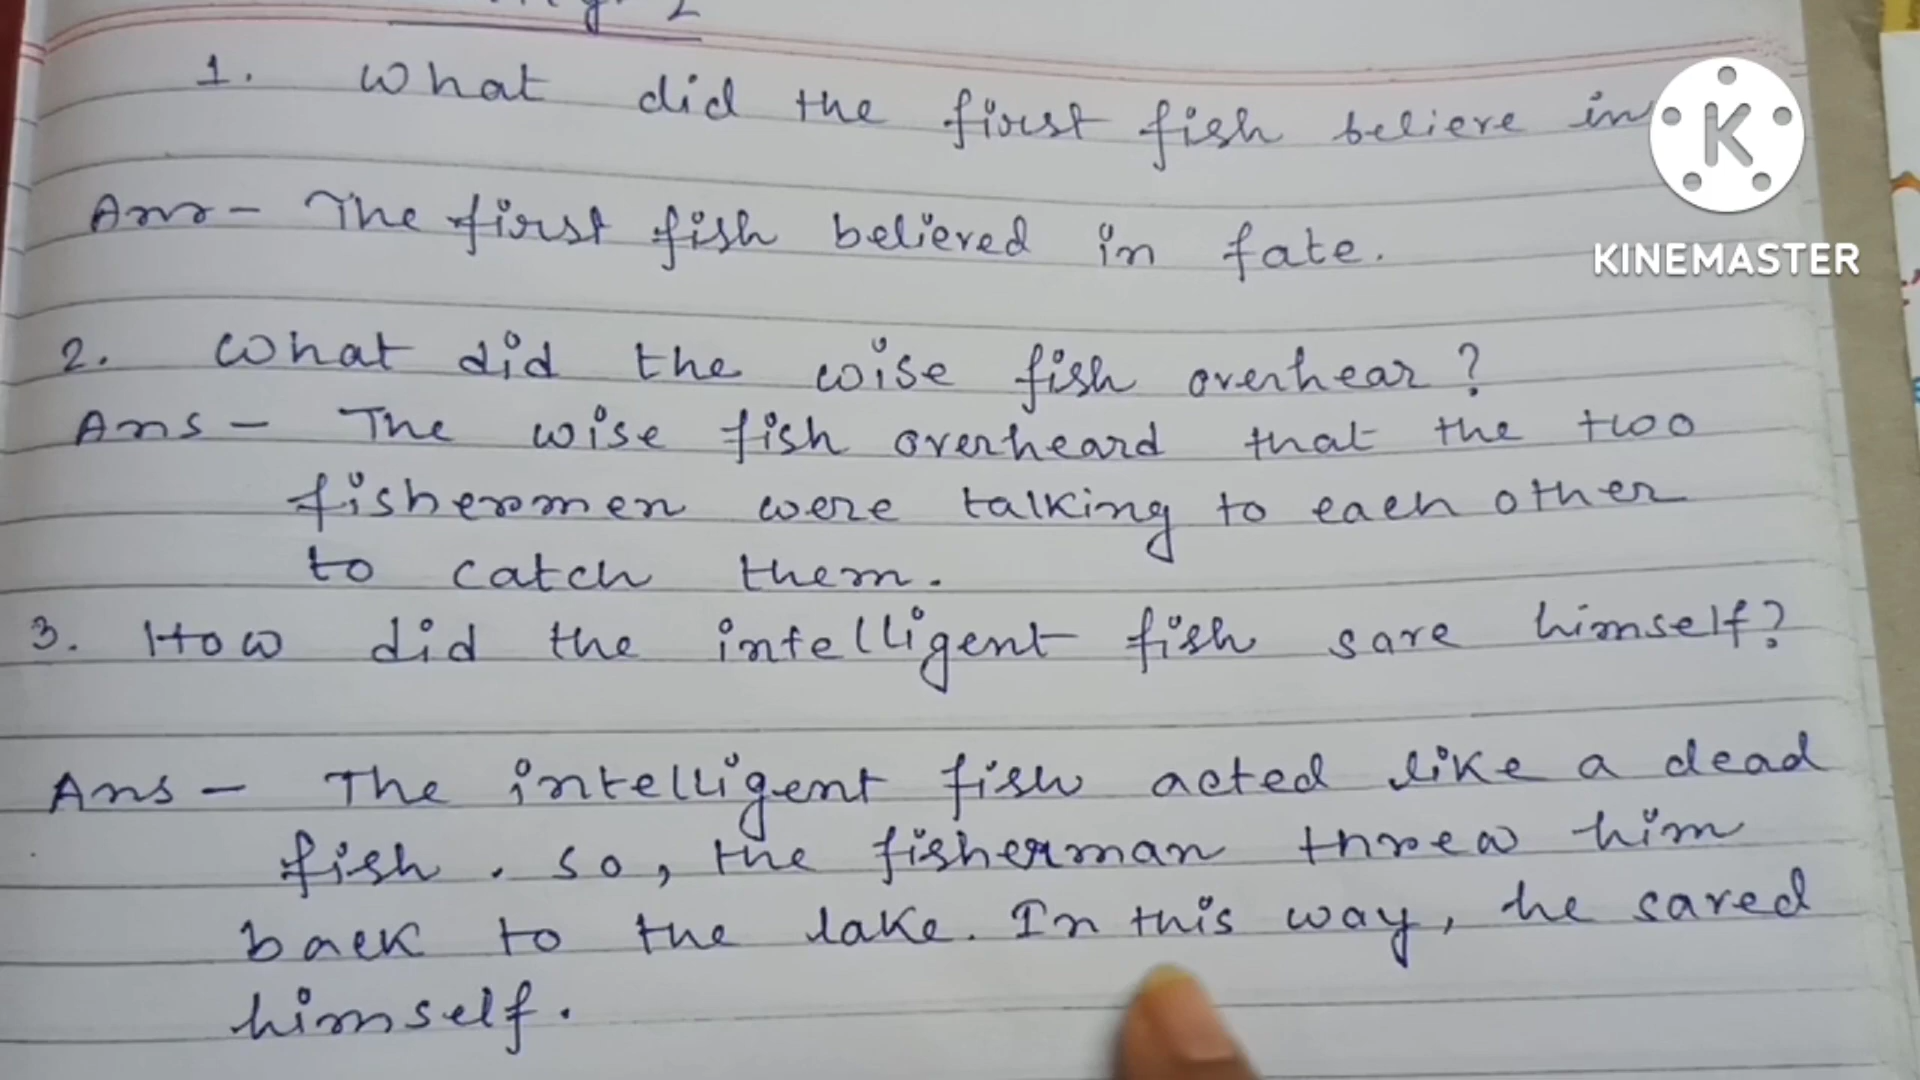 1. What did the first fish believe in
Ans - The first fish believed in fate.
2. What did the wise fish overhear?
Ans - The wise fish overheard that the two
fishermen were talking to each other
to catch them.
3. How did the intelligent fish save himself?
Ans - The intelligent fish acted like a dead
fish. So, the fisherman threw him
back to the lake. In this way, he saved
himself.
K
KINEMASTER